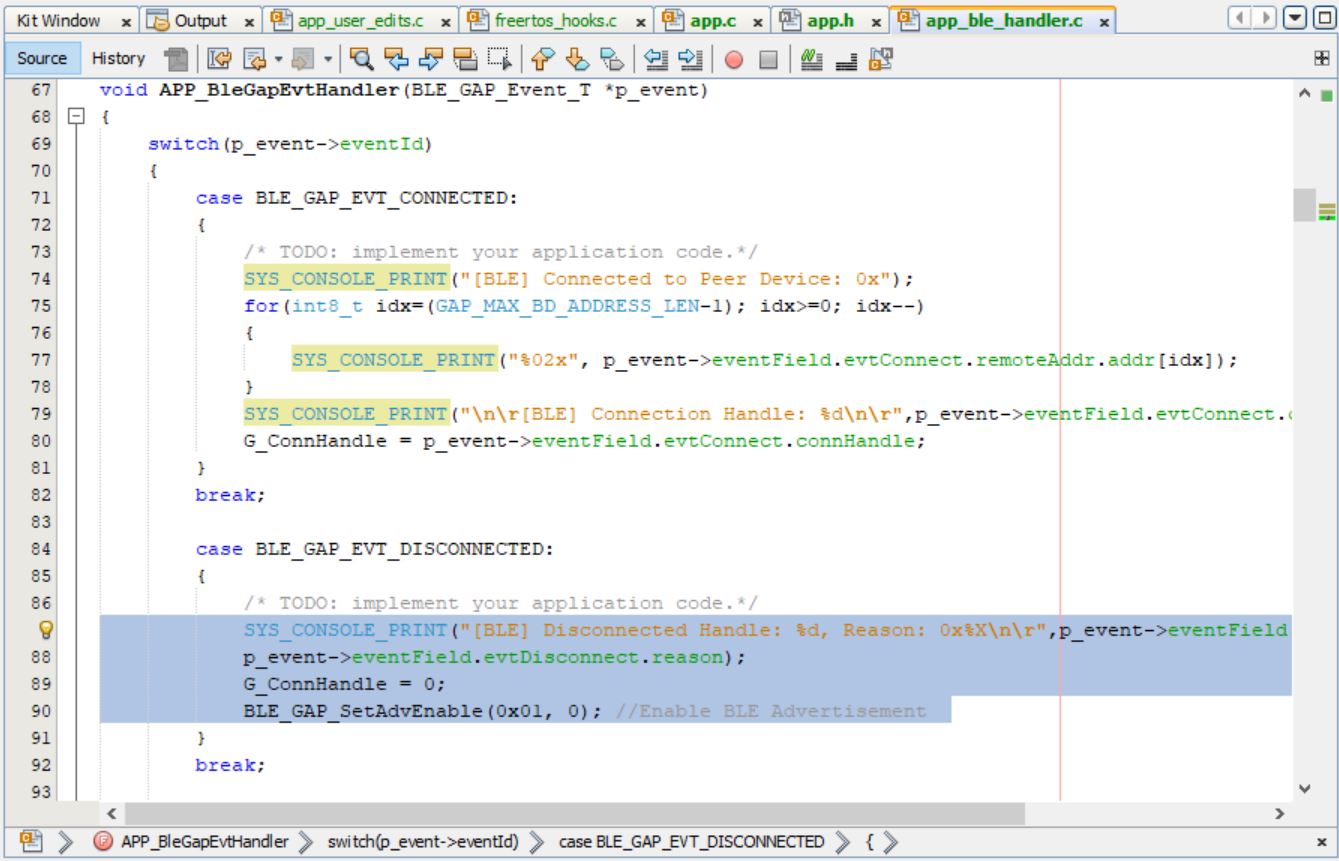 Kit Window x Output x app_user_edits.c x freertos_hooks.c x app.c x app.h x app_ble_handler.c x
Source History
67 void APP_BleGapEvtHandler(BLE_GAP_Event_T *p_event)
68 {
69 switch(p_event->eventId)
70 {
71 case BLE_GAP_EVT_CONNECTED:
72 {
73 /* TODO: implement your application code.*/
74 SYS_CONSOLE_PRINT("[BLE] Connected to Peer Device: 0x");
75 for(int8_t idx=(GAP_MAX_BD_ADDRESS_LEN-1); idx>=0; idx--)
76 {
77 SYS_CONSOLE_PRINT("%02x", p_event->eventField.evtConnect.remoteAddr.addr[idx]);
78 }
79 SYS_CONSOLE_PRINT("\n\r[BLE] Connection Handle: %d\n\r",p_event->eventField.evtConnect.
80 G_ConnHandle = p_event->eventField.evtConnect.connHandle;
81 }
82 break;
83
84 case BLE_GAP_EVT_DISCONNECTED:
85 {
86 /* TODO: implement your application code.*/
SYS_CONSOLE_PRINT("[BLE] Disconnected Handle: %d, Reason: 0x%X\n\r",p_event->eventField
88 p_event->eventField.evtDisconnect.reason);
89 G_ConnHandle = 0;
90 BLE_GAP_SetAdvEnable(0x01, 0); //Enable BLE Advertisement
91 }
92 break;
93
APP_BleGapEvtHandler switch(p_event->eventId) case BLE_GAP_EVT_DISCONNECTED { x